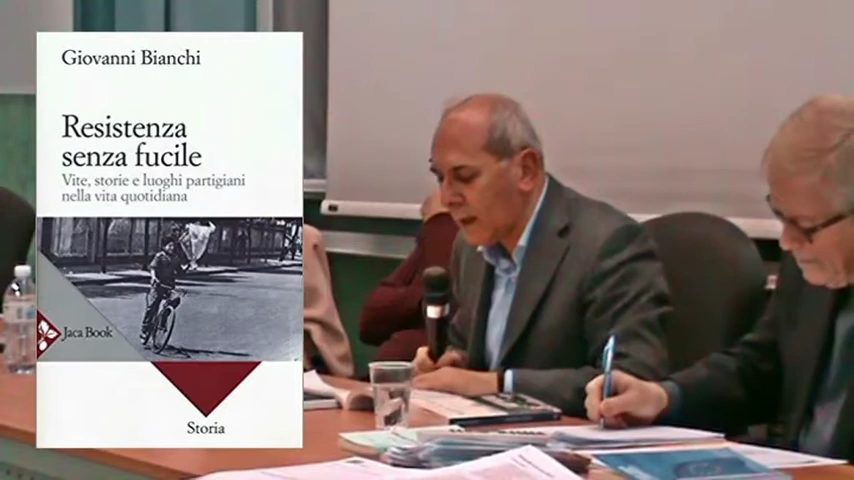 Giovanni Bianchi
Resistenza
senza fucile
Vite, storie e luoghi partigiani
nella vita quotidiana
Jaca Book
Storia